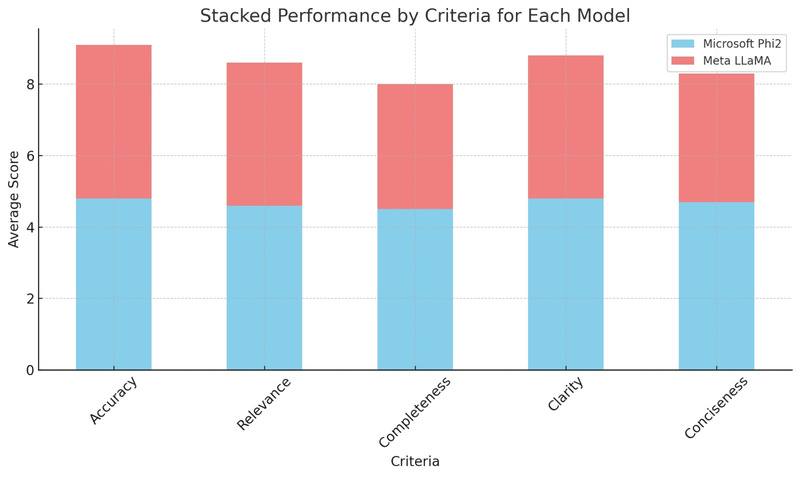 Stacked Performance by Criteria for Each Model
Microsoft Phi2
Meta LLaMA
Average Score
8
6
4
2
0
Accuracy
Relevance
Completeness
Clarity
Conciseness
Criteria